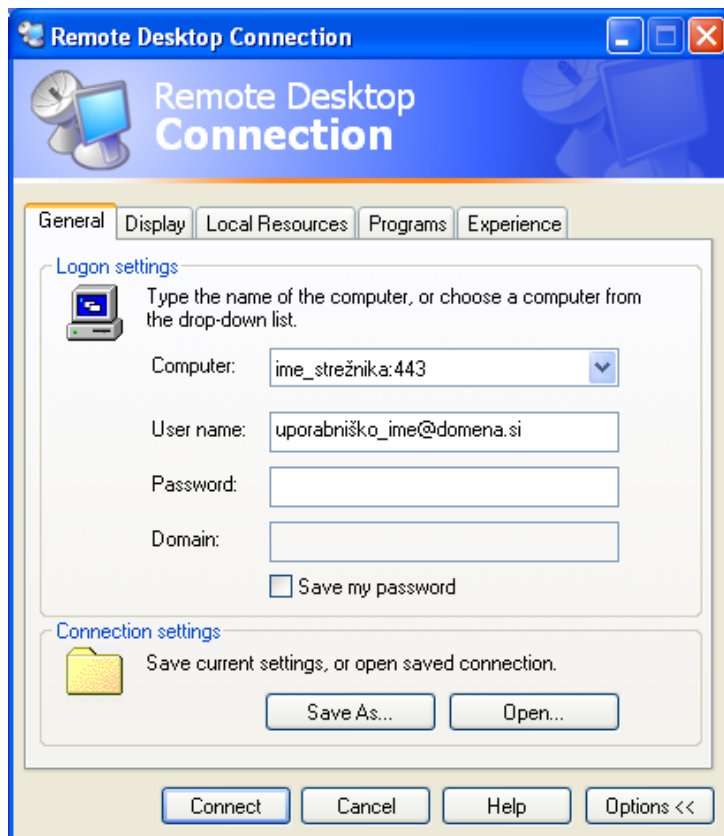 Remote Desktop Connection
Remote Desktop
Connection
General Display Local Resources Programs Experience
Logon settings
Type the name of the computer, or choose a computer from
the drop-down list.
Computer: ime_strežnika:443
User name: uporabniško_ime@domena.si
Password:
Domain:
Save my password
Connection settings
Save current settings, or open saved connection.
Save As... Open...
Connect Cancel Help Options <<